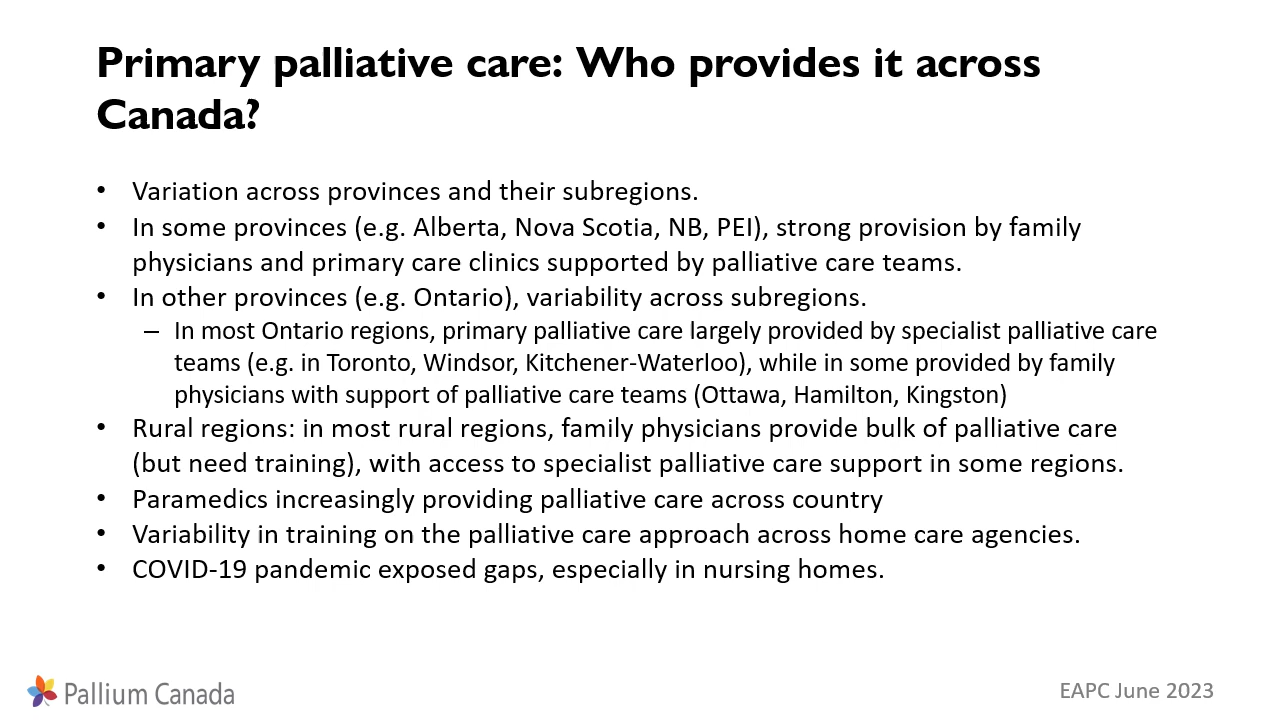 Primary palliative care: Who provides it across
Canada?
• Variation across provinces and their subregions.
• In some provinces (e.g. Alberta, Nova Scotia, NB, PEI), strong provision by family
physicians and primary care clinics supported by palliative care teams.
• In other provinces (e.g. Ontario), variability across subregions.
– In most Ontario regions, primary palliative care largely provided by specialist palliative care
teams (e.g. in Toronto, Windsor, Kitchener-Waterloo), while in some provided by family
physicians with support of palliative care teams (Ottawa, Hamilton, Kingston)
• Rural regions: in most rural regions, family physicians provide bulk of palliative care
(but need training), with access to specialist palliative care support in some regions.
• Paramedics increasingly providing palliative care across country
• Variability in training on the palliative care approach across home care agencies.
• COVID-19 pandemic exposed gaps, especially in nursing homes.
Pallium Canada
EAPC June 2023